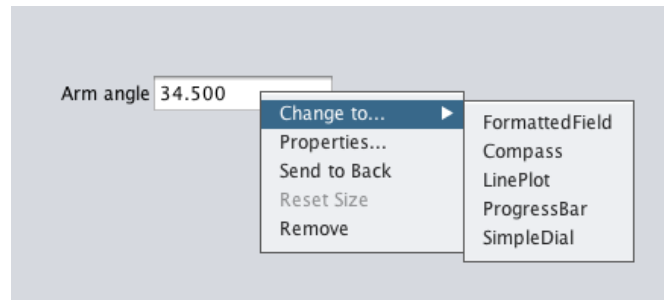 Arm angle 34.500
Change to...
Properties...
Send to Back
Reset Size
Remove
FormattedField
Compass
LinePlot
ProgressBar
SimpleDial